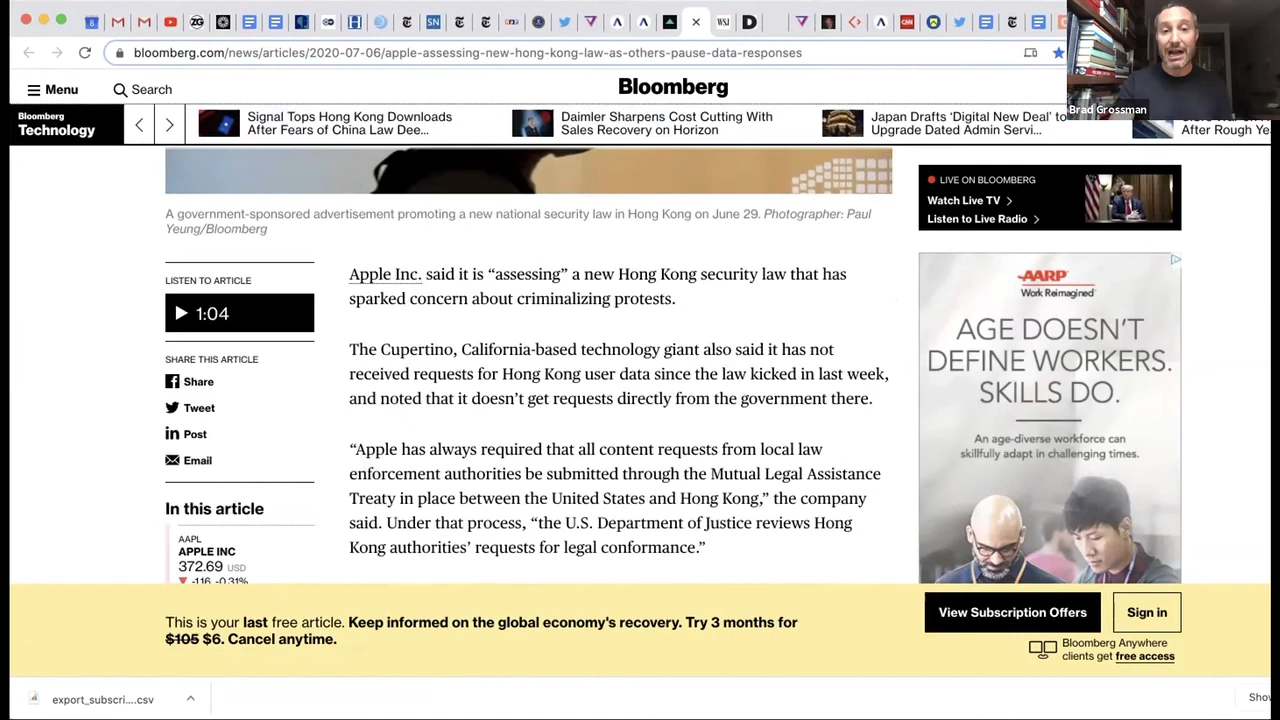 bloomberg.com/news/articles/2020-07-06/apple-assessing-new-hong-kong-law-as-others-pause-data-responses
Menu
Search
Bloomberg
Brad Grossman
Bloomberg
Technology
Signal Tops Hong Kong Downloads
After Fears of China Law Dee...
Daimler Sharpens Cost Cutting With
Sales Recovery on Horizon
Japan Drafts ‘Digital New Deal’ to
Upgrade Dated Admin Servi...
After Rough Ye
A government-sponsored advertisement promoting a new national security law in Hong Kong on June 29. Photographer: Paul
Yeung/Bloomberg
LISTEN TO ARTICLE
1:04
SHARE THIS ARTICLE
Share
Tweet
Post
Email
In this article
AAPL
APPLE INC
372.69 USD
-1.16 -0.31%
Apple Inc. said it is “assessing” a new Hong Kong security law that has
sparked concern about criminalizing protests.
The Cupertino, California-based technology giant also said it has not
received requests for Hong Kong user data since the law kicked in last week,
and noted that it doesn’t get requests directly from the government there.
“Apple has always required that all content requests from local law
enforcement authorities be submitted through the Mutual Legal Assistance
Treaty in place between the United States and Hong Kong,” the company
said. Under that process, “the U.S. Department of Justice reviews Hong
Kong authorities’ requests for legal conformance.”
LIVE ON BLOOMBERG
Watch Live TV
Listen to Live Radio
AARP
Work Reimagined
AGE DOESN’T
DEFINE WORKERS.
SKILLS DO.
An age-diverse workforce can
skillfully adapt in challenging times.
This is your last free article. Keep informed on the global economy's recovery. Try 3 months for
$105 $6. Cancel anytime.
View Subscription Offers
Sign in
Bloomberg Anywhere
clients get free access
export_subscri....csv
Show